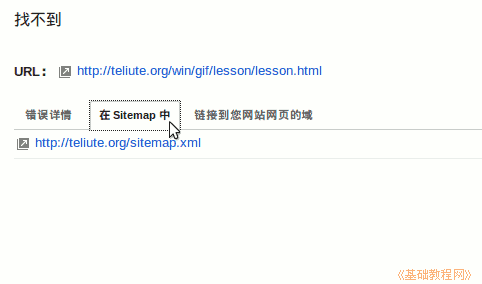 找不到
URL： http://teliute.org/win/gif/lesson/lesson.html
错误详情 在 Sitemap 中 链接到您网站网页的域
http://teliute.org/sitemap.xml
《基础教程网》